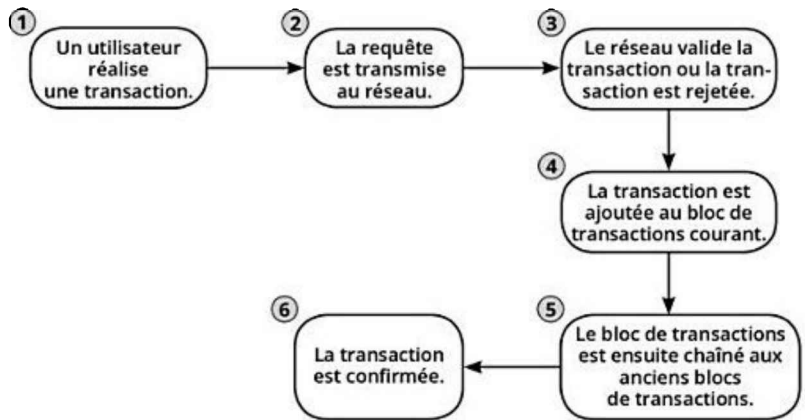 1
Un utilisateur
réalise
une transaction.
2
La requête
est transmise
au réseau.
3
Le réseau valide la
transaction ou la tran-
saction est rejetée.
4
La transaction est
ajoutée au bloc de
transactions courant.
5
Le bloc de transactions
est ensuite chaîné aux
anciens blocs
de transactions.
6
La transaction
est confirmée.